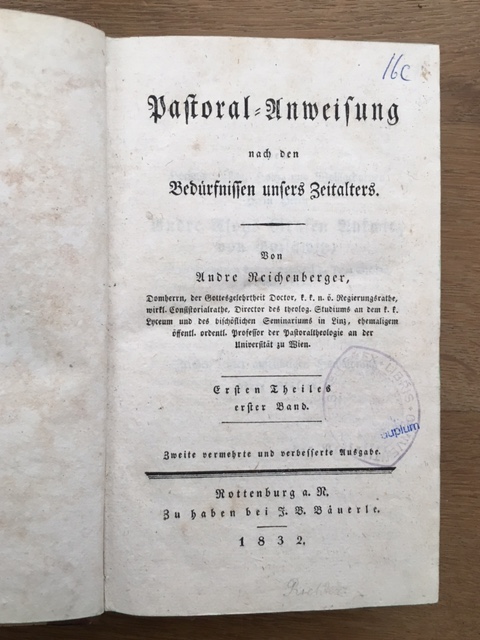 16c
Pastoral-Anweisung
nach den
Bedürfnissen unsers Zeitalters.
Von
Andre Reichenberger,
Domherrn, der Gottesgelehrtheit Doctor, k. k. n. ö. Regierungsrathe,
wirkl. Consistorialrathe, Director des theolog. Studiums an dem k. k.
Lyceum und des bischöflichen Seminariums in Linz, ehemaligem
öffentl. ordentl. Professor der Pastoraltheologie an der
Universität zu Wien.
Ersten Theiles
erster Band.
Zweite vermehrte und verbesserte Ausgabe.
Rottenburg a. N.
Zu haben bei J. B. Bäuerle.
1832.